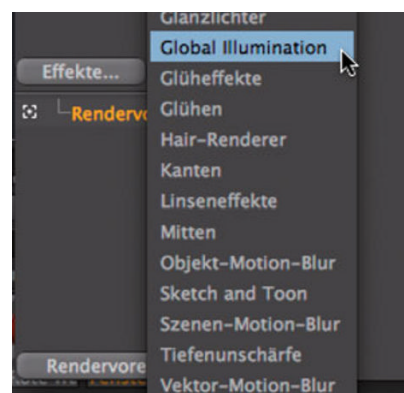 Glanzlichter
Global Illumination
Effekte...
Glüheffekte
Glühen
Rendervo
Hair-Renderer
Kanten
Linseneffekte
Mitten
Objekt-Motion-Blur
Sketch and Toon
Szenen-Motion-Blur
Tiefenunschärfe
Rendervore
Vektor-Motion-Blur